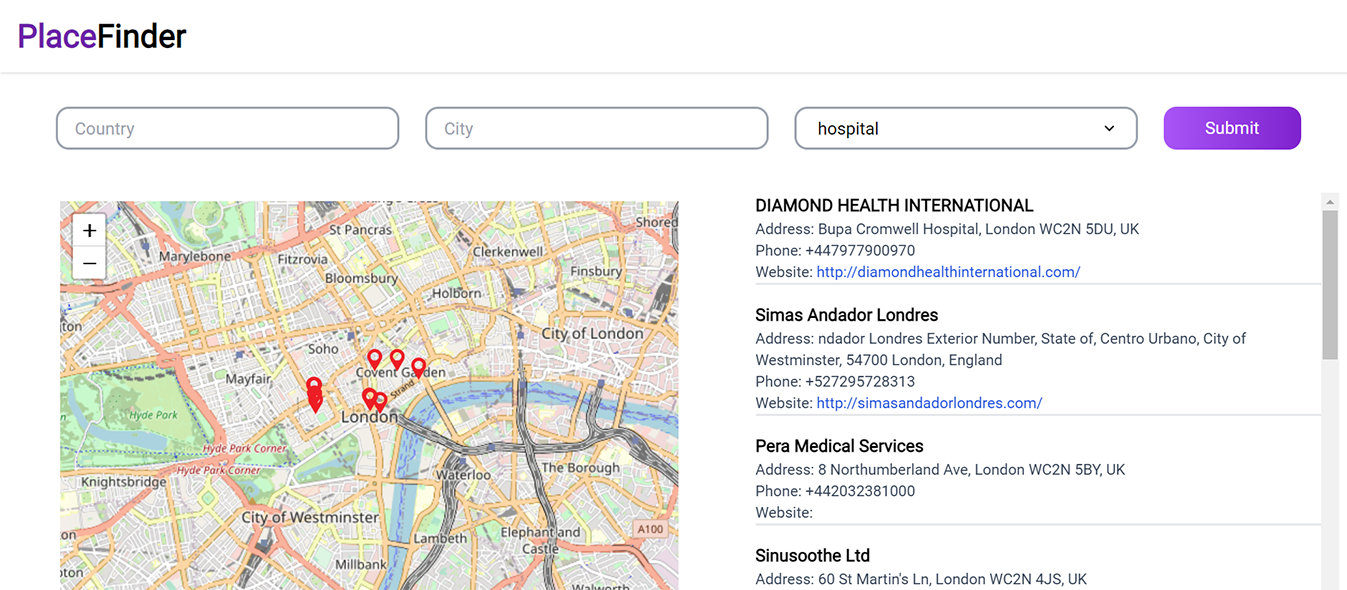 PlaceFinder
Country
City
hospital
Submit
+
−
Shored
St Pancras
Marylebone
Fitzrovia
Clerkenwell
Bloomsbury
Finsbury
Holborn
ton
City of London
Soho
Mayfair
Covent Garden
Strand
Hyde Park
London
Hyde Park Corner
Hyde Park Corner
Knightsbridge
Waterloo
The Borough
City of Westminster
A100
on
Lambeth
Elephant and
Castle
Millbank
pton
Walworth
DIAMOND HEALTH INTERNATIONAL
Address: Bupa Cromwell Hospital, London WC2N 5DU, UK
Phone: +447977900970
Website: http://diamondhealthinternational.com/
Simas Andador Londres
Address: ndador Londres Exterior Number, State of, Centro Urbano, City of
Westminster, 54700 London, England
Phone: +527295728313
Website: http://simasandadorlondres.com/
Pera Medical Services
Address: 8 Northumberland Ave, London WC2N 5BY, UK
Phone: +442032381000
Website:
Sinusoothe Ltd
Address: 60 St Martin's Ln, London WC2N 4JS, UK